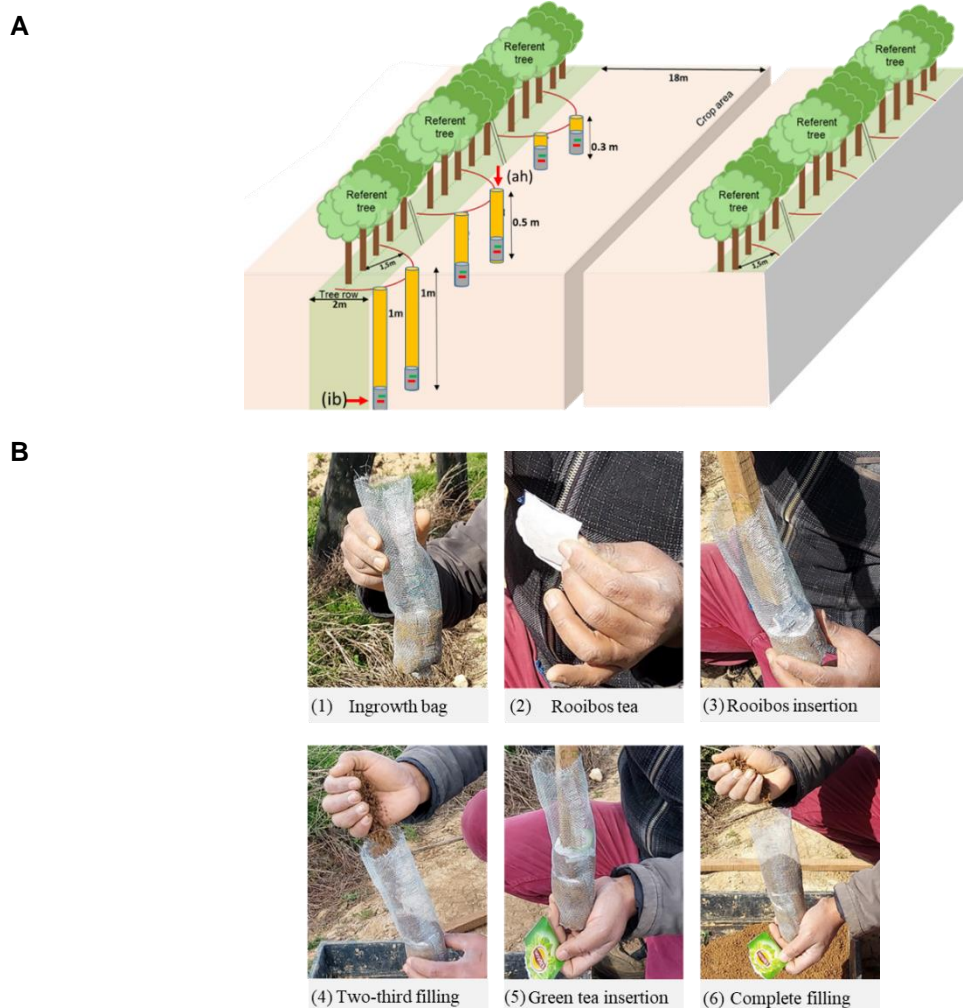 A
Referent
tree
Referent
tree
Referent
tree
18m
Crop area
0.3 m
(ah)
0.5 m
1.5m
Tree row
2m
1m
1m
(ib)
Referent
tree
Referent
tree
Referent
tree
1.5m
B
(1) Ingrowth bag
(2) Rooibos tea
(3) Rooibos insertion
(4) Two-third filling
(5) Green tea insertion
(6) Complete filling